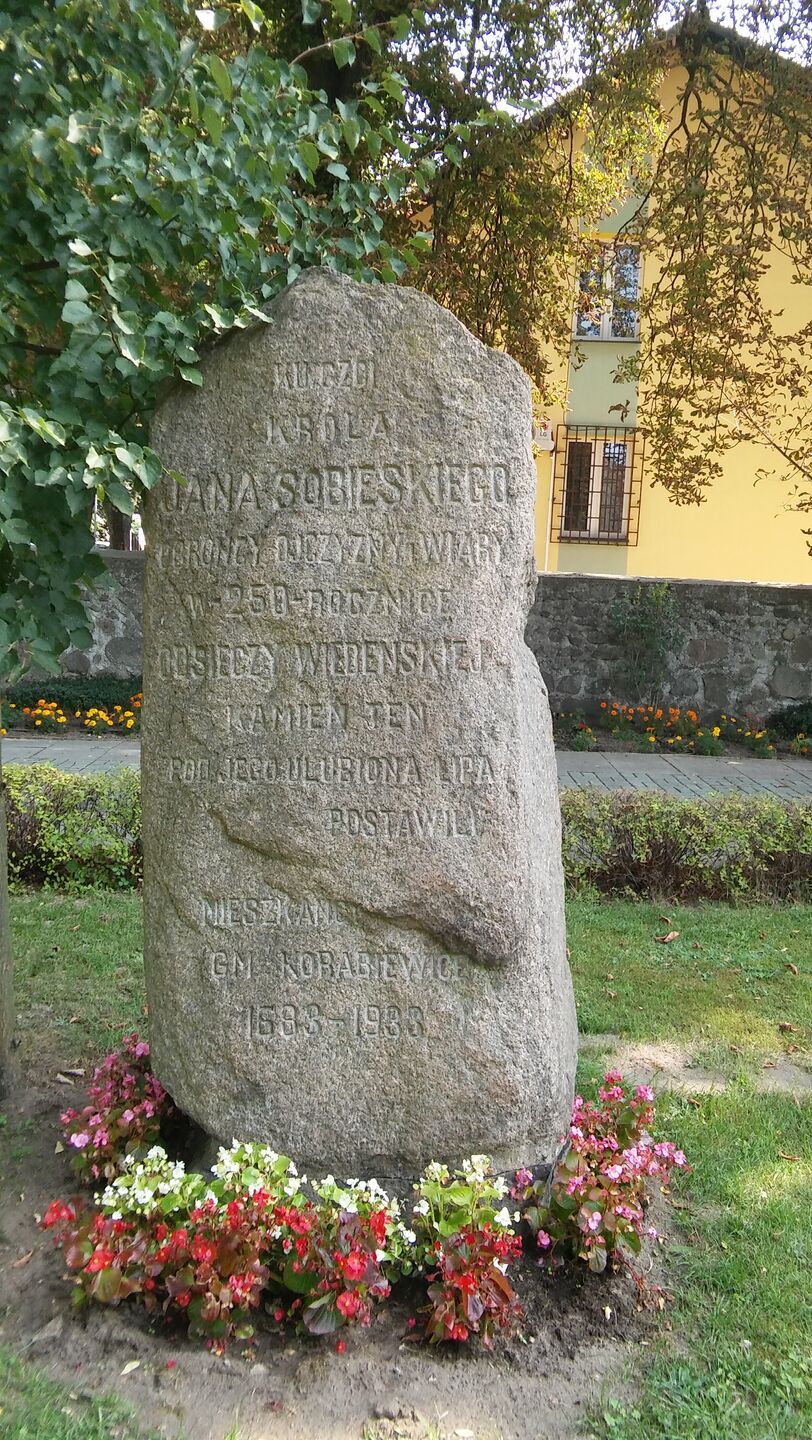 KU CZCI
KRÓLA
JANA SOBIESKIEGO
OBROŃCY OJCZYZNY I WIARY
W-250-ROCZNICĘ
ODSIECZY WIEDEŃSKIEJ
KAMIEŃ TEN
POD JEGO ULUBIONĄ LIPĄ
POSTAWILI
MIESZKAŃCY
GM-KORABIEWICE
1683-1933